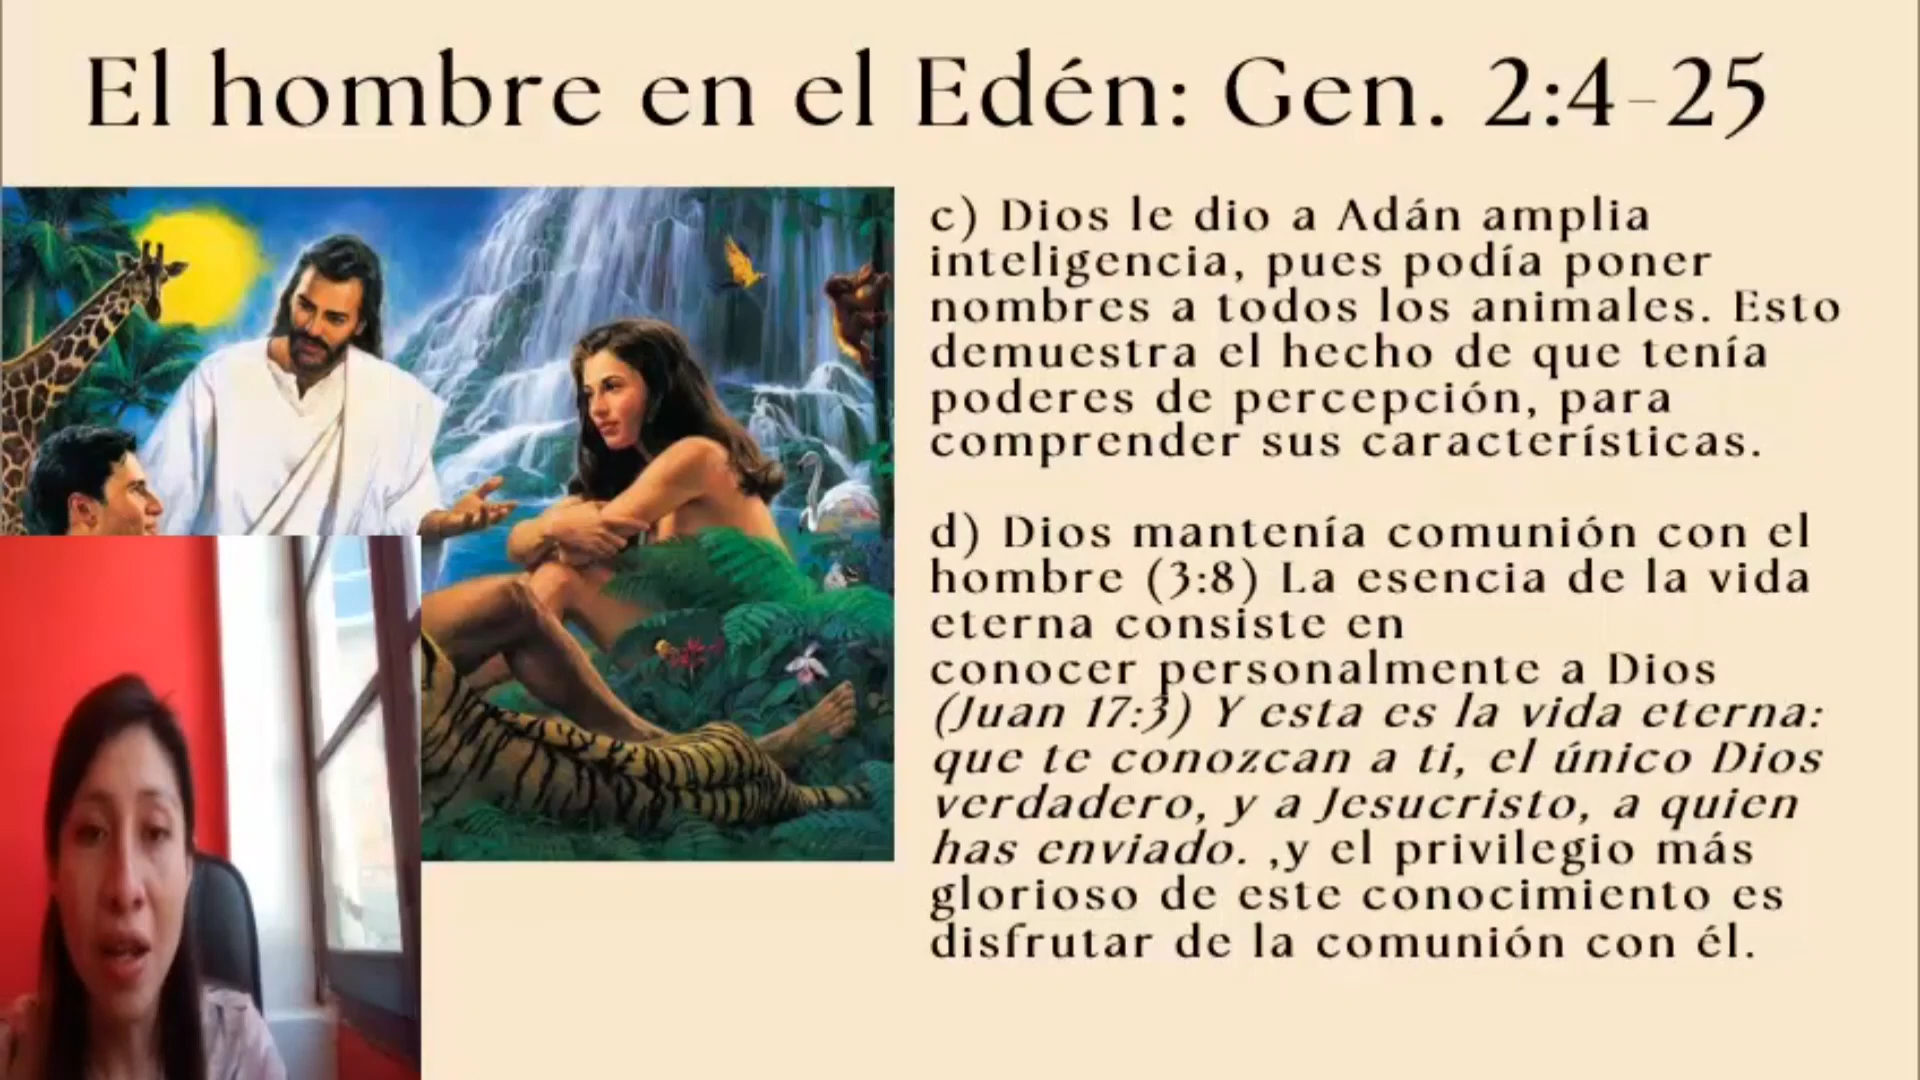 El hombre en el Edén: Gen. 2:4-25
c) Dios le dio a Adán amplia
inteligencia, pues podía poner
nombres a todos los animales. Esto
demuestra el hecho de que tenía
poderes de percepción, para
comprender sus características.
d) Dios mantenía comunión con el
hombre (3:8) La esencia de la vida
eterna consiste en
conocer personalmente a Dios
(Juan 17:3) Y esta es la vida eterna:
que te conozcan a ti, el único Dios
verdadero, y a Jesucristo, a quien
has enviado. ,y el privilegio más
glorioso de este conocimiento es
disfrutar de la comunión con él.